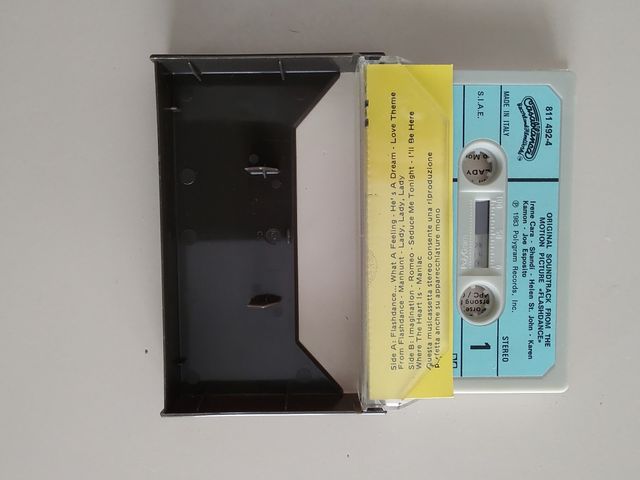 Side A: Flashdance... What A Feeling - He's A Dream - Love Theme
From Flashdance - Manhunt - Lady, Lady, Lady
Side B: Imagination - Romeo - Seduce Me Tonight - I'll Be Here
Where The Heart Is - Maniac
Questa musicassetta stereo consente una riproduzione
perfetta anche su apparecchiature mono
811 492-4
Casablanca
MADE IN ITALY
S.I.A.E.
ORIGINAL SOUNDTRACK FROM THE
MOTION PICTURE «FLASHDANCE»
Irene Cara - Shandi - Helen St. John - Karen
Kamon - Joe Esposito
℗ 1983 Polygram Records, Inc.
STEREO
1
LADY